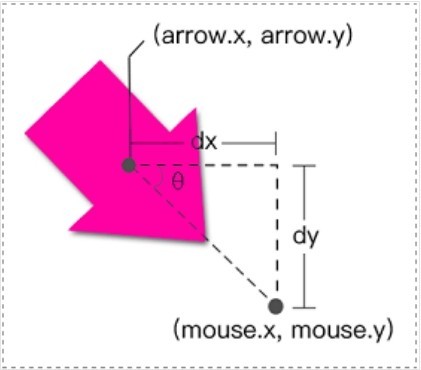 (arrow.x, arrow.y)
dx
θ
dy
(mouse.x, mouse.y)